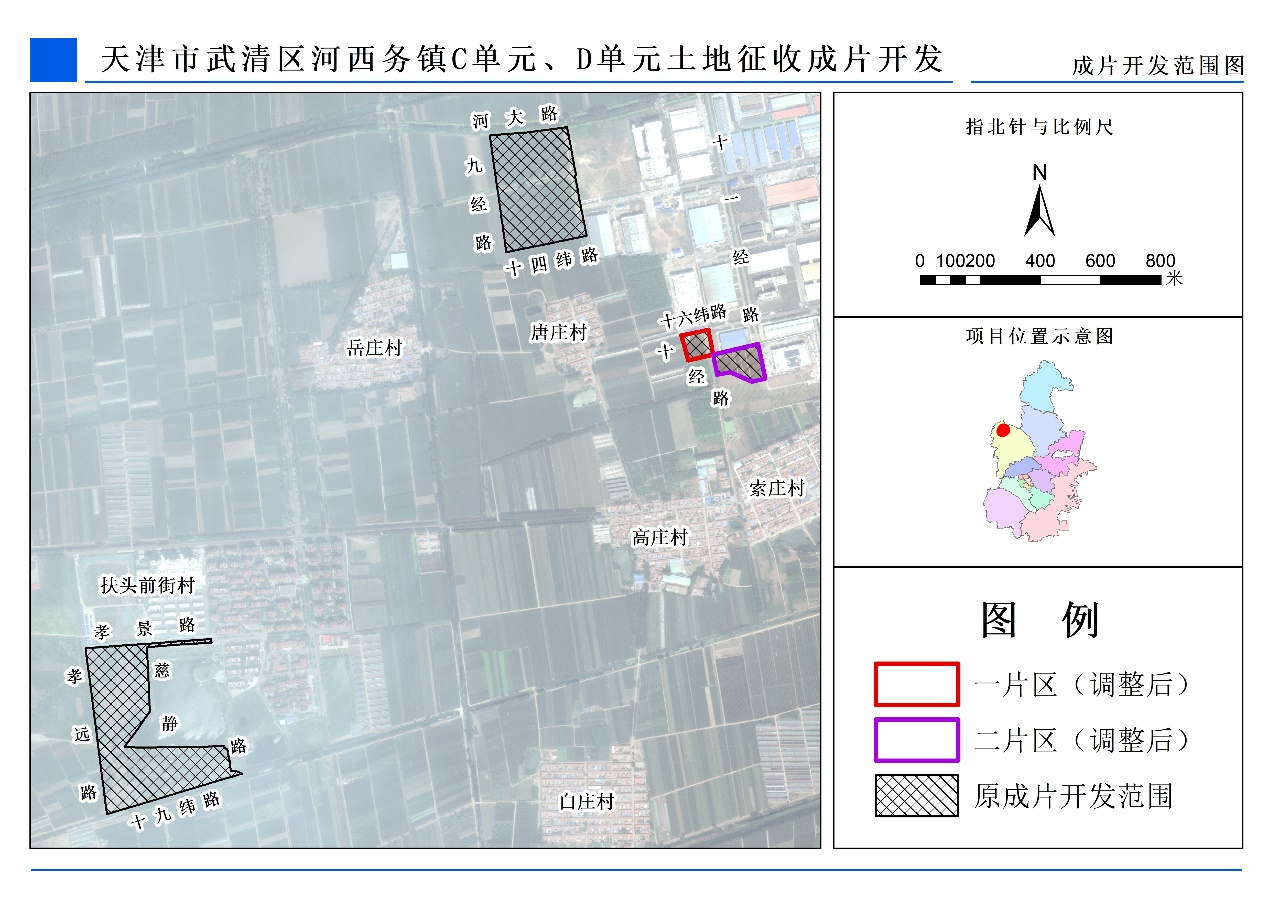 天津市武清区河西务镇C单元、D单元土地征收成片开发
成片开发范围图
河大路
九经路
十四纬路
十一经路
十六纬路
十经路
岳庄村
唐庄村
索庄村
高庄村
扶头前街村
孝景路
孝远路
慈静路
十九纬路
白庄村
指北针与比例尺
N
0 100200 400 600 800
米
项目位置示意图
图 例
一片区（调整后）
二片区（调整后）
原成片开发范围